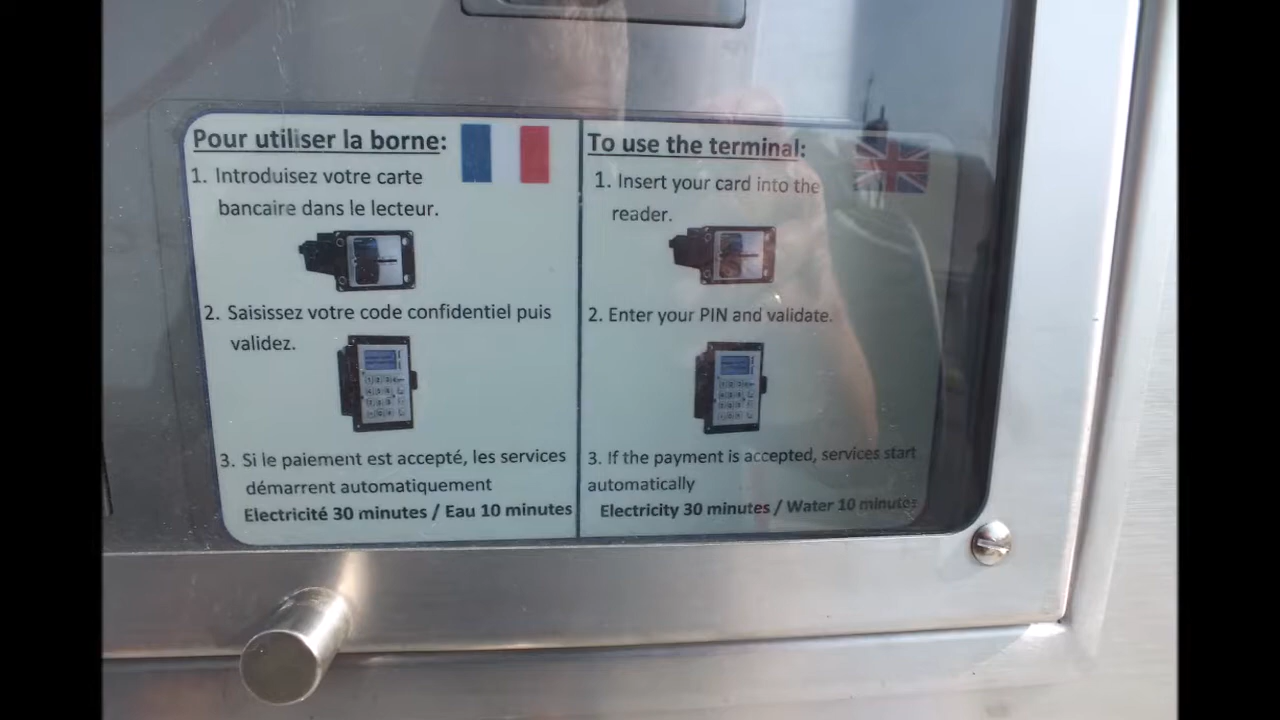 Pour utiliser la borne:
1. Introduisez votre carte
bancaire dans le lecteur.
2. Saisissez votre code confidentiel puis
validez.
3. Si le paiement est accepté, les services
démarrent automatiquement
Electricité 30 minutes / Eau 10 minutes
To use the terminal:
1. Insert your card into the
reader.
2. Enter your PIN and validate.
3. If the payment is accepted, services start
automatically
Electricity 30 minutes / Water 10 minutes